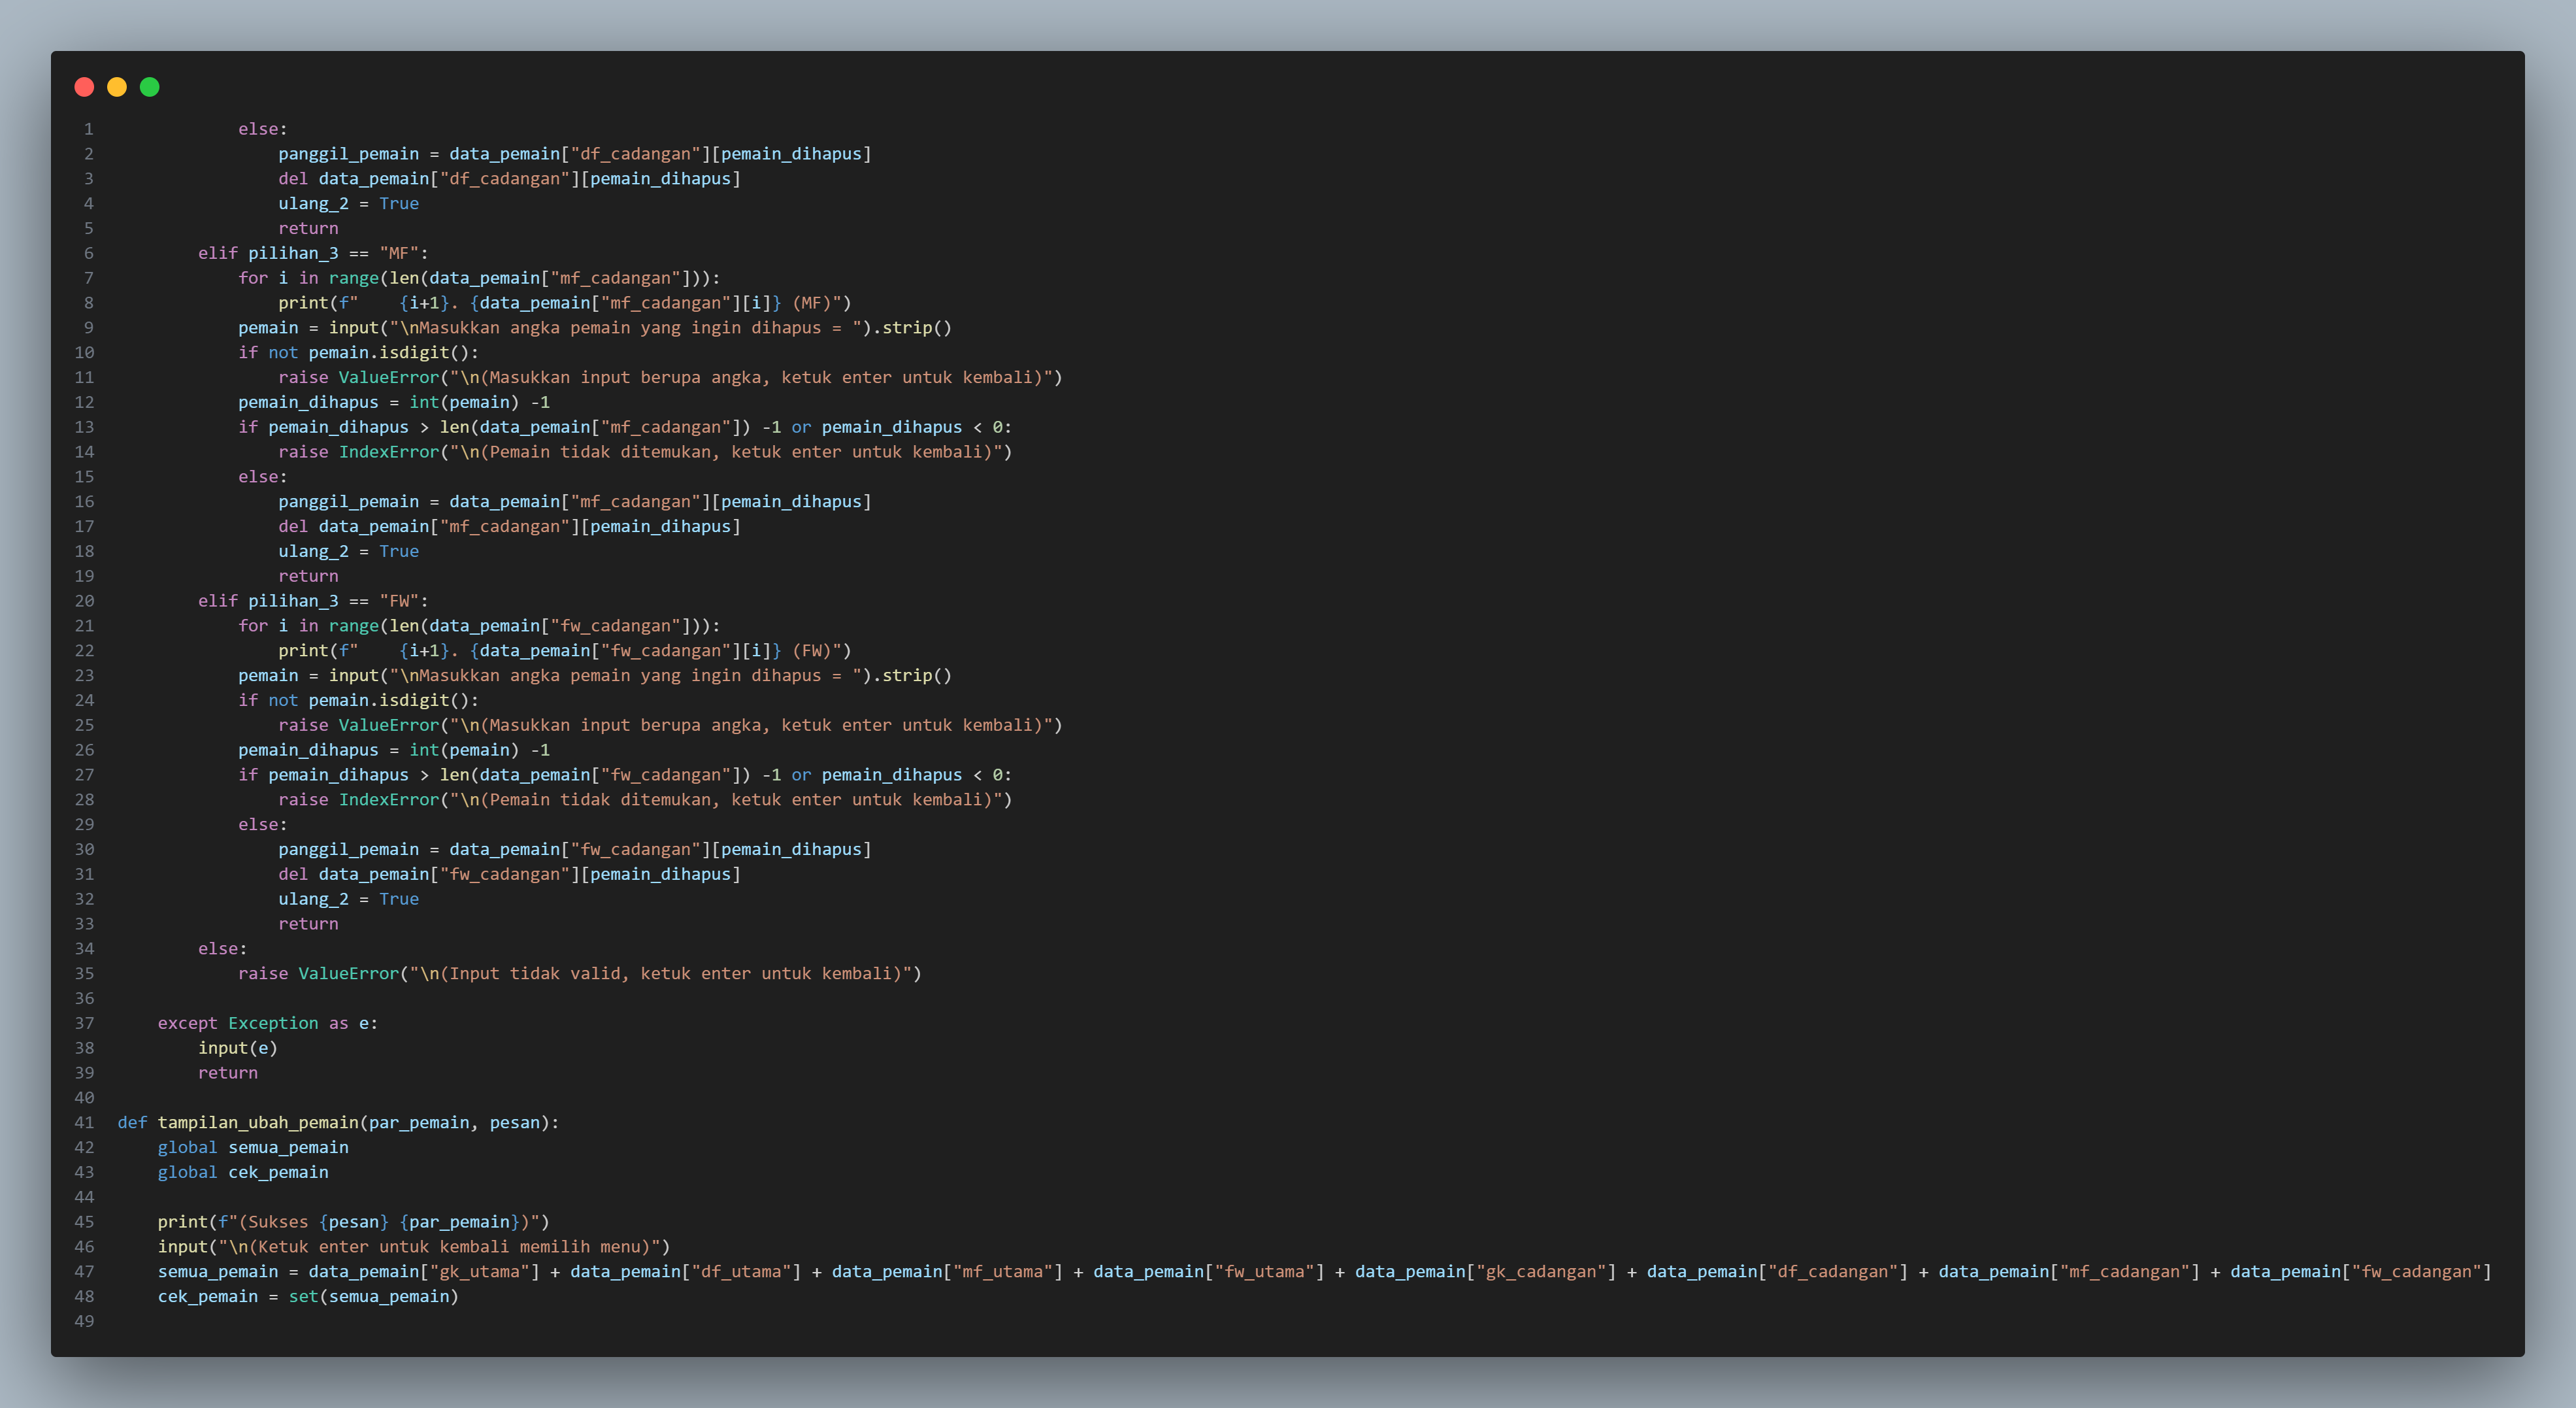 1 else:
2 panggil_pemain = data_pemain["df_cadangan"][pemain_dihapus]
3 del data_pemain["df_cadangan"][pemain_dihapus]
4 ulang_2 = True
5 return
6 elif pilihan_3 == "MF":
7 for i in range(len(data_pemain["mf_cadangan"])):
8 print(f"    {i+1}. {data_pemain["mf_cadangan"][i]} (MF)")
9 pemain = input("\nMasukkan angka pemain yang ingin dihapus = ").strip()
10 if not pemain.isdigit():
11 raise ValueError("\n(Masukkan input berupa angka, ketuk enter untuk kembali)")
12 pemain_dihapus = int(pemain) -1
13 if pemain_dihapus > len(data_pemain["mf_cadangan"]) -1 or pemain_dihapus < 0:
14 raise IndexError("\n(Pemain tidak ditemukan, ketuk enter untuk kembali)")
15 else:
16 panggil_pemain = data_pemain["mf_cadangan"][pemain_dihapus]
17 del data_pemain["mf_cadangan"][pemain_dihapus]
18 ulang_2 = True
19 return
20 elif pilihan_3 == "FW":
21 for i in range(len(data_pemain["fw_cadangan"])):
22 print(f"    {i+1}. {data_pemain["fw_cadangan"][i]} (FW)")
23 pemain = input("\nMasukkan angka pemain yang ingin dihapus = ").strip()
24 if not pemain.isdigit():
25 raise ValueError("\n(Masukkan input berupa angka, ketuk enter untuk kembali)")
26 pemain_dihapus = int(pemain) -1
27 if pemain_dihapus > len(data_pemain["fw_cadangan"]) -1 or pemain_dihapus < 0:
28 raise IndexError("\n(Pemain tidak ditemukan, ketuk enter untuk kembali)")
29 else:
30 panggil_pemain = data_pemain["fw_cadangan"][pemain_dihapus]
31 del data_pemain["fw_cadangan"][pemain_dihapus]
32 ulang_2 = True
33 return
34 else:
35 raise ValueError("\n(Input tidak valid, ketuk enter untuk kembali)")
36
37 except Exception as e:
38 input(e)
39 return
40
41 def tampilan_ubah_pemain(par_pemain, pesan):
42 global semua_pemain
43 global cek_pemain
44
45 print(f"(Sukses {pesan} {par_pemain})")
46 input("\n(Ketuk enter untuk kembali memilih menu)")
47 semua_pemain = data_pemain["gk_utama"] + data_pemain["df_utama"] + data_pemain["mf_utama"] + data_pemain["fw_utama"] + data_pemain["gk_cadangan"] + data_pemain["df_cadangan"] + data_pemain["mf_cadangan"] + data_pemain["fw_cadangan"]
48 cek_pemain = set(semua_pemain)
49